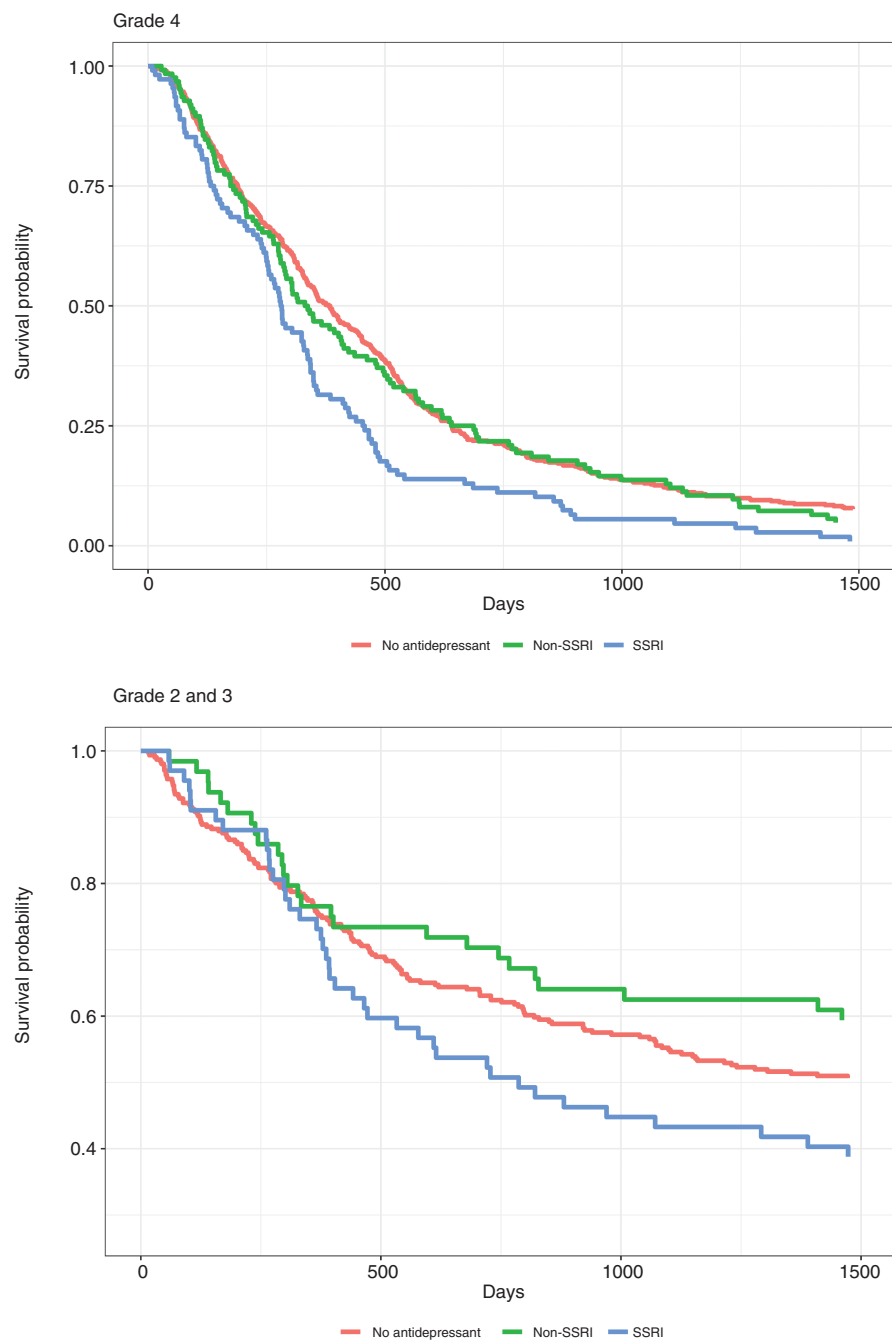 Grade 4
1.00
0.75
0.50
0.25
0.00
Survival probability
0 500 1000 1500
Days
No antidepressant Non-SSRI SSRI
Grade 2 and 3
1.0
0.8
0.6
0.4
Survival probability
0 500 1000 1500
Days
No antidepressant Non-SSRI SSRI